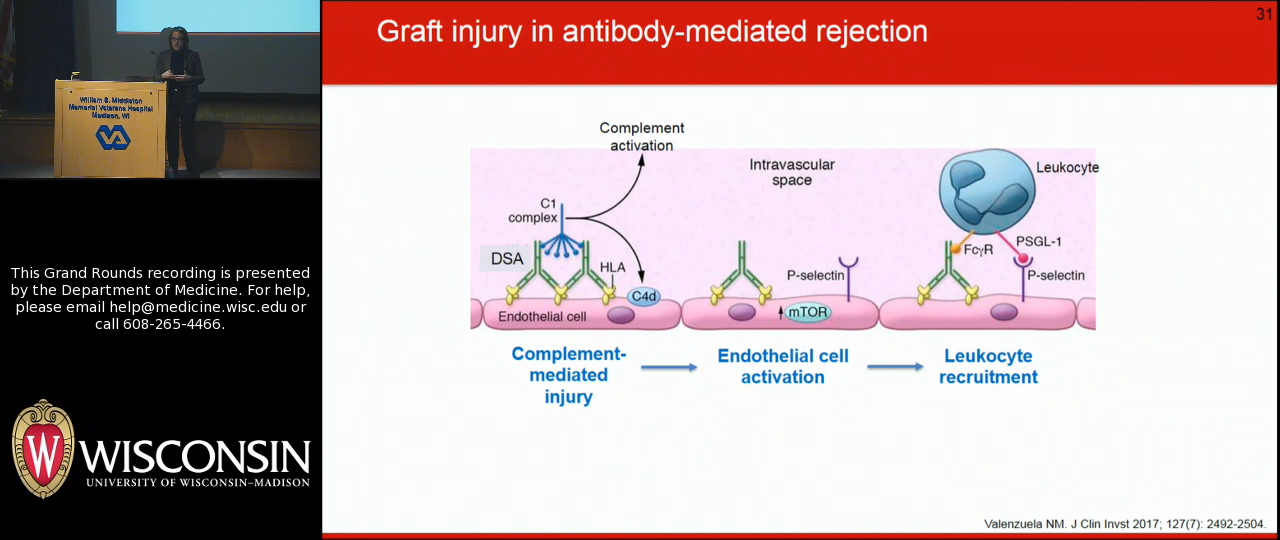 31
Graft injury in antibody-mediated rejection
William S. Middleton
Memorial Veterans Hospital
Madison, WI
Complement
activation
Intravascular
space
Leukocyte
C1
complex
DSA
HLA
C4d
Endothelial cell
P-selectin
mTOR
FcγR
PSGL-1
P-selectin
Complement-
mediated
injury
Endothelial cell
activation
Leukocyte
recruitment
This Grand Rounds recording is presented
by the Department of Medicine. For help,
please email help@medicine.wisc.edu or
call 608-265-4466.
W
WISCONSIN
UNIVERSITY OF WISCONSIN–MADISON
Valenzuela NM. J Clin Invst 2017; 127(7): 2492-2504.